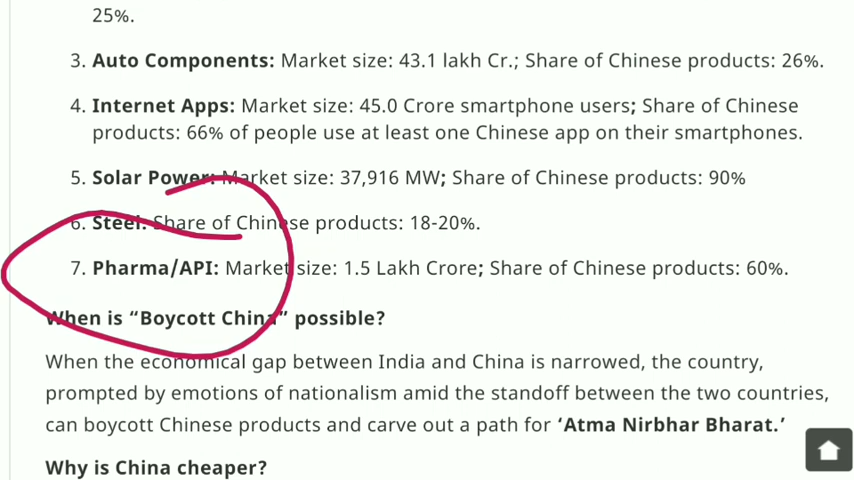 25%.
3. Auto Components: Market size: 43.1 lakh Cr.; Share of Chinese products: 26%.
4. Internet Apps: Market size: 45.0 Crore smartphone users; Share of Chinese
products: 66% of people use at least one Chinese app on their smartphones.
5. Solar Power: Market size: 37,916 MW; Share of Chinese products: 90%
6. Steel: Share of Chinese products: 18-20%.
7. Pharma/API: Market size: 1.5 Lakh Crore; Share of Chinese products: 60%.
When is “Boycott China” possible?
When the economical gap between India and China is narrowed, the country,
prompted by emotions of nationalism amid the standoff between the two countries,
can boycott Chinese products and carve out a path for ‘Atma Nirbhar Bharat.’
Why is China cheaper?